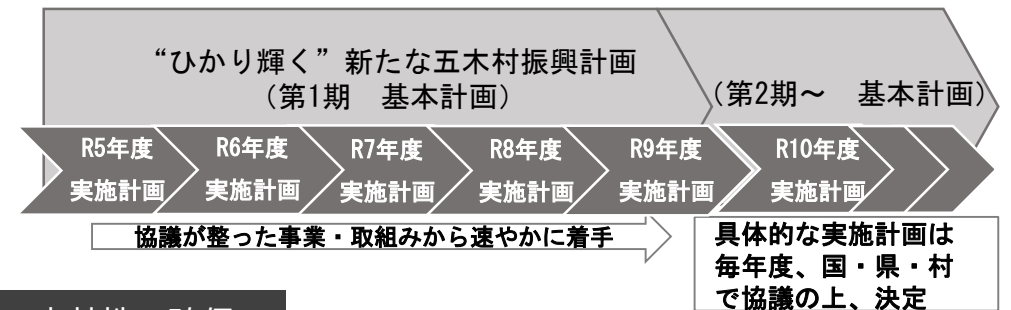 “ひかり輝く”新たな五木村振興計画
(第1期　基本計画)
(第2期～　基本計画)
R5年度
実施計画
R6年度
実施計画
R7年度
実施計画
R8年度
実施計画
R9年度
実施計画
R10年度
実施計画
協議が整った事業・取組みから速やかに着手
具体的な実施計画は
毎年度、国・県・村
で協議の上、決定